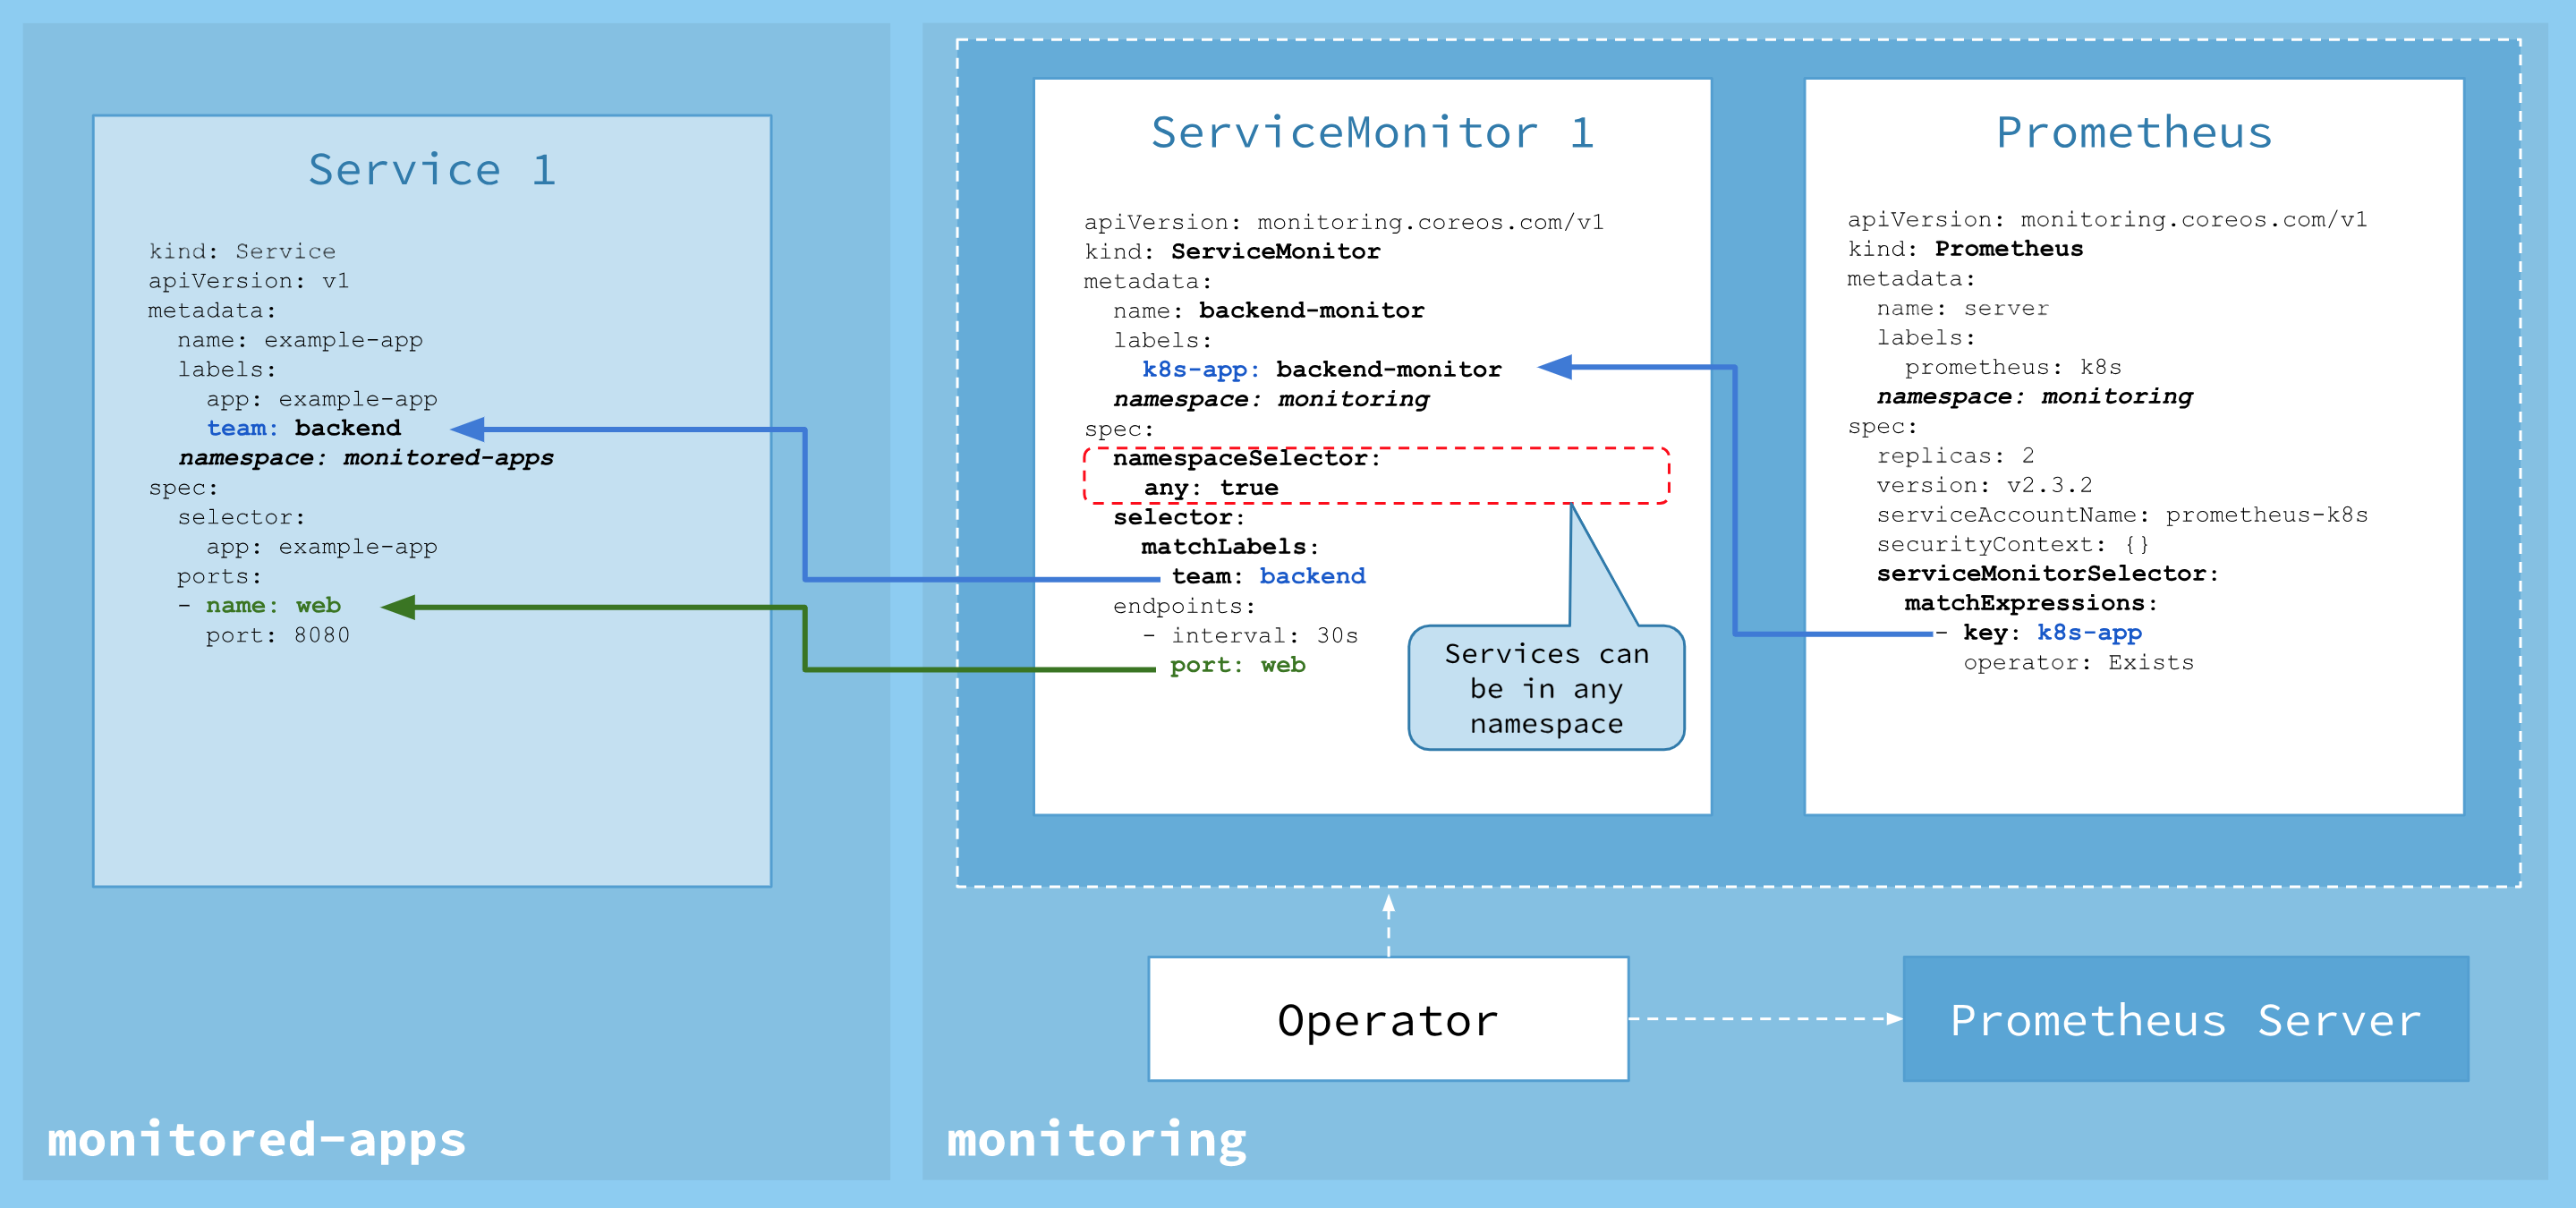 Service 1
kind: Service
apiVersion: v1
metadata:
  name: example-app
  labels:
    app: example-app
    team: backend
  namespace: monitored-apps
spec:
  selector:
    app: example-app
  ports:
  - name: web
    port: 8080
monitored-apps
ServiceMonitor 1
apiVersion: monitoring.coreos.com/v1
kind: ServiceMonitor
metadata:
  name: backend-monitor
  labels:
    k8s-app: backend-monitor
  namespace: monitoring
spec:
  namespaceSelector:
    any: true
  selector:
    matchLabels:
      team: backend
  endpoints:
    - interval: 30s
      port: web
Services can
be in any
namespace
Prometheus
apiVersion: monitoring.coreos.com/v1
kind: Prometheus
metadata:
  name: server
  labels:
    prometheus: k8s
  namespace: monitoring
spec:
  replicas: 2
  version: v2.3.2
  serviceAccountName: prometheus-k8s
  securityContext: {}
  serviceMonitorSelector:
    matchExpressions:
      - key: k8s-app
        operator: Exists
Operator
Prometheus Server
monitoring